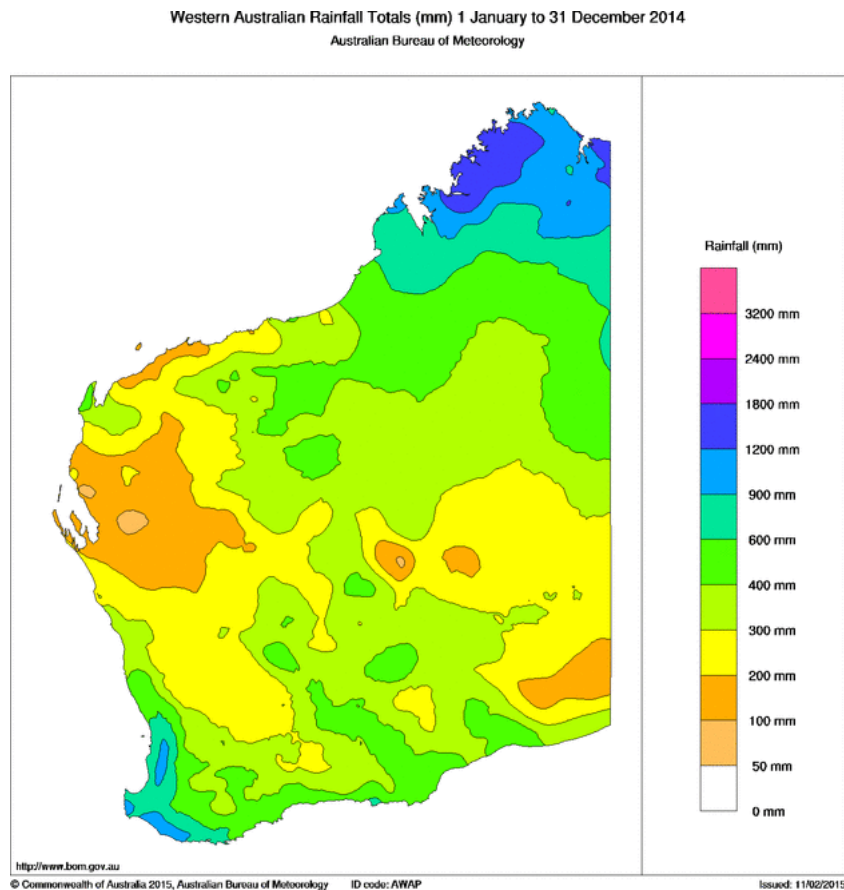 Western Australian Rainfall Totals (mm) 1 January to 31 December 2014
Australian Bureau of Meteorology
Rainfall (mm)
3200 mm
2400 mm
1800 mm
1200 mm
900 mm
600 mm
400 mm
300 mm
200 mm
100 mm
50 mm
0 mm
http://www.bom.gov.au
© Commonwealth of Australia 2015, Australian Bureau of Meteorology ID code: AWAP Issued: 11/02/2015